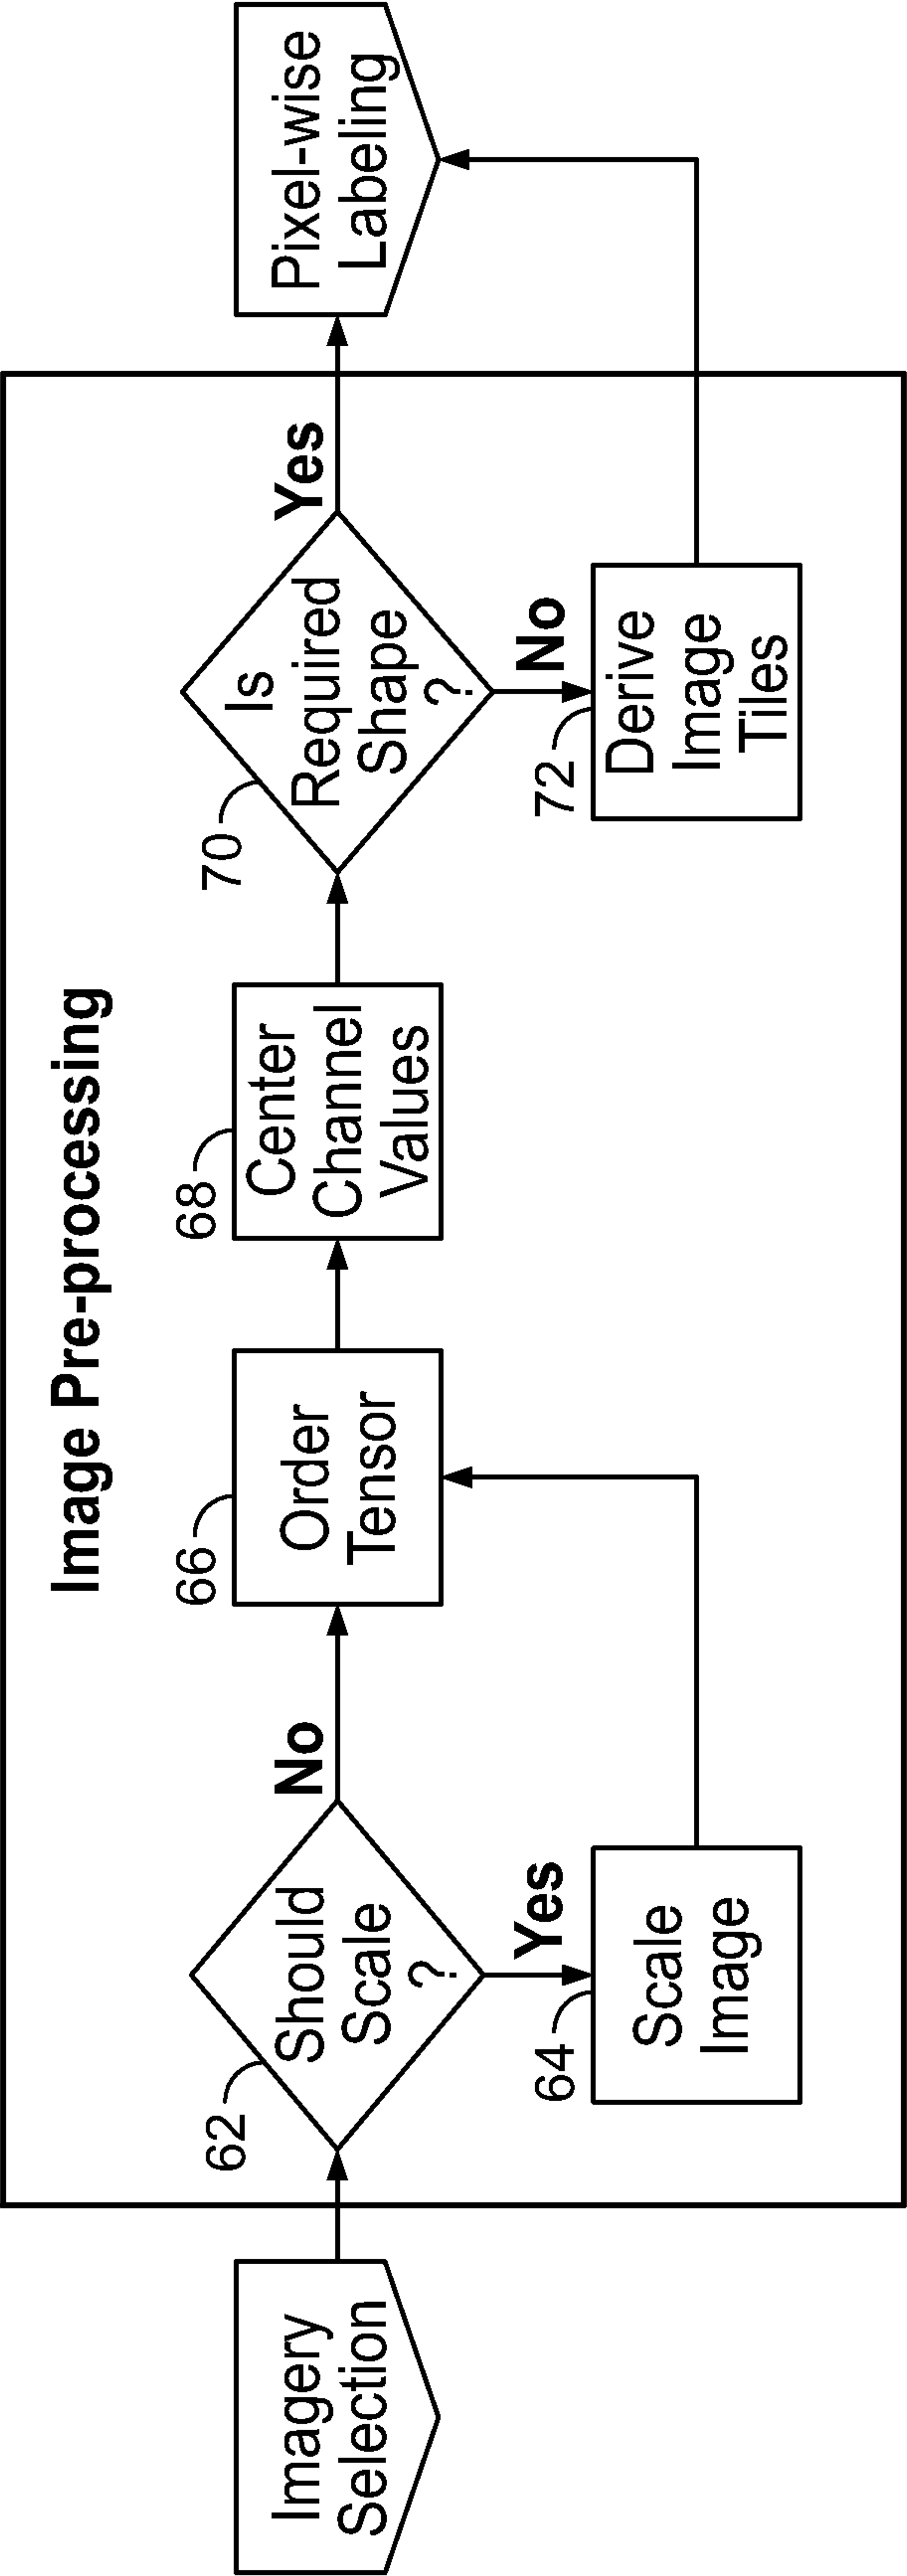 Image Pre-processing
Imagery
Selection
62
Should
Scale
?
No
Yes
64
Scale
Image
66
Order
Tensor
68
Center
Channel
Values
70
Is
Required
Shape
?
Yes
No
72
Derive
Image
Tiles
Pixel-wise
Labeling